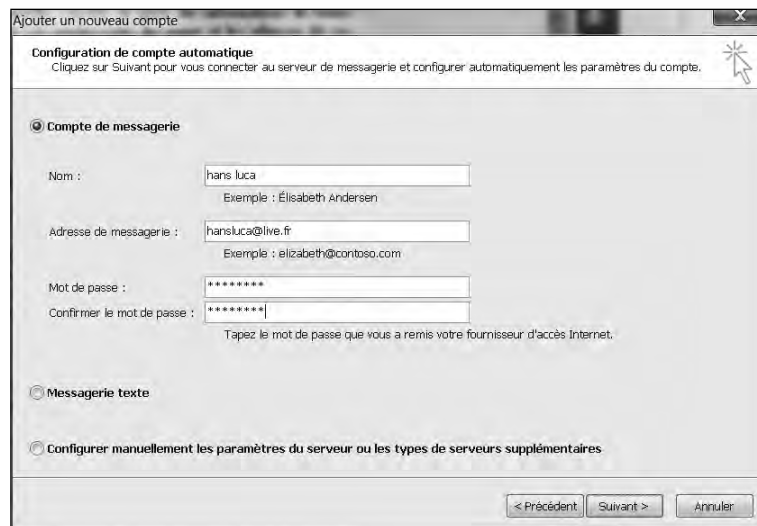 Ajouter un nouveau compte
Configuration de compte automatique
Cliquez sur Suivant pour vous connecter au serveur de messagerie et configurer automatiquement les paramètres du compte.
Compte de messagerie
Nom :
hans luca
Exemple : Élisabeth Andersen
Adresse de messagerie :
hansluca@live.fr
Exemple : elizabeth@contoso.com
Mot de passe :
********
Confirmer le mot de passe :
********
Tapez le mot de passe que vous a remis votre fournisseur d'accès Internet.
Messagerie texte
Configurer manuellement les paramètres du serveur ou les types de serveurs supplémentaires
< Précédent
Suivant >
Annuler